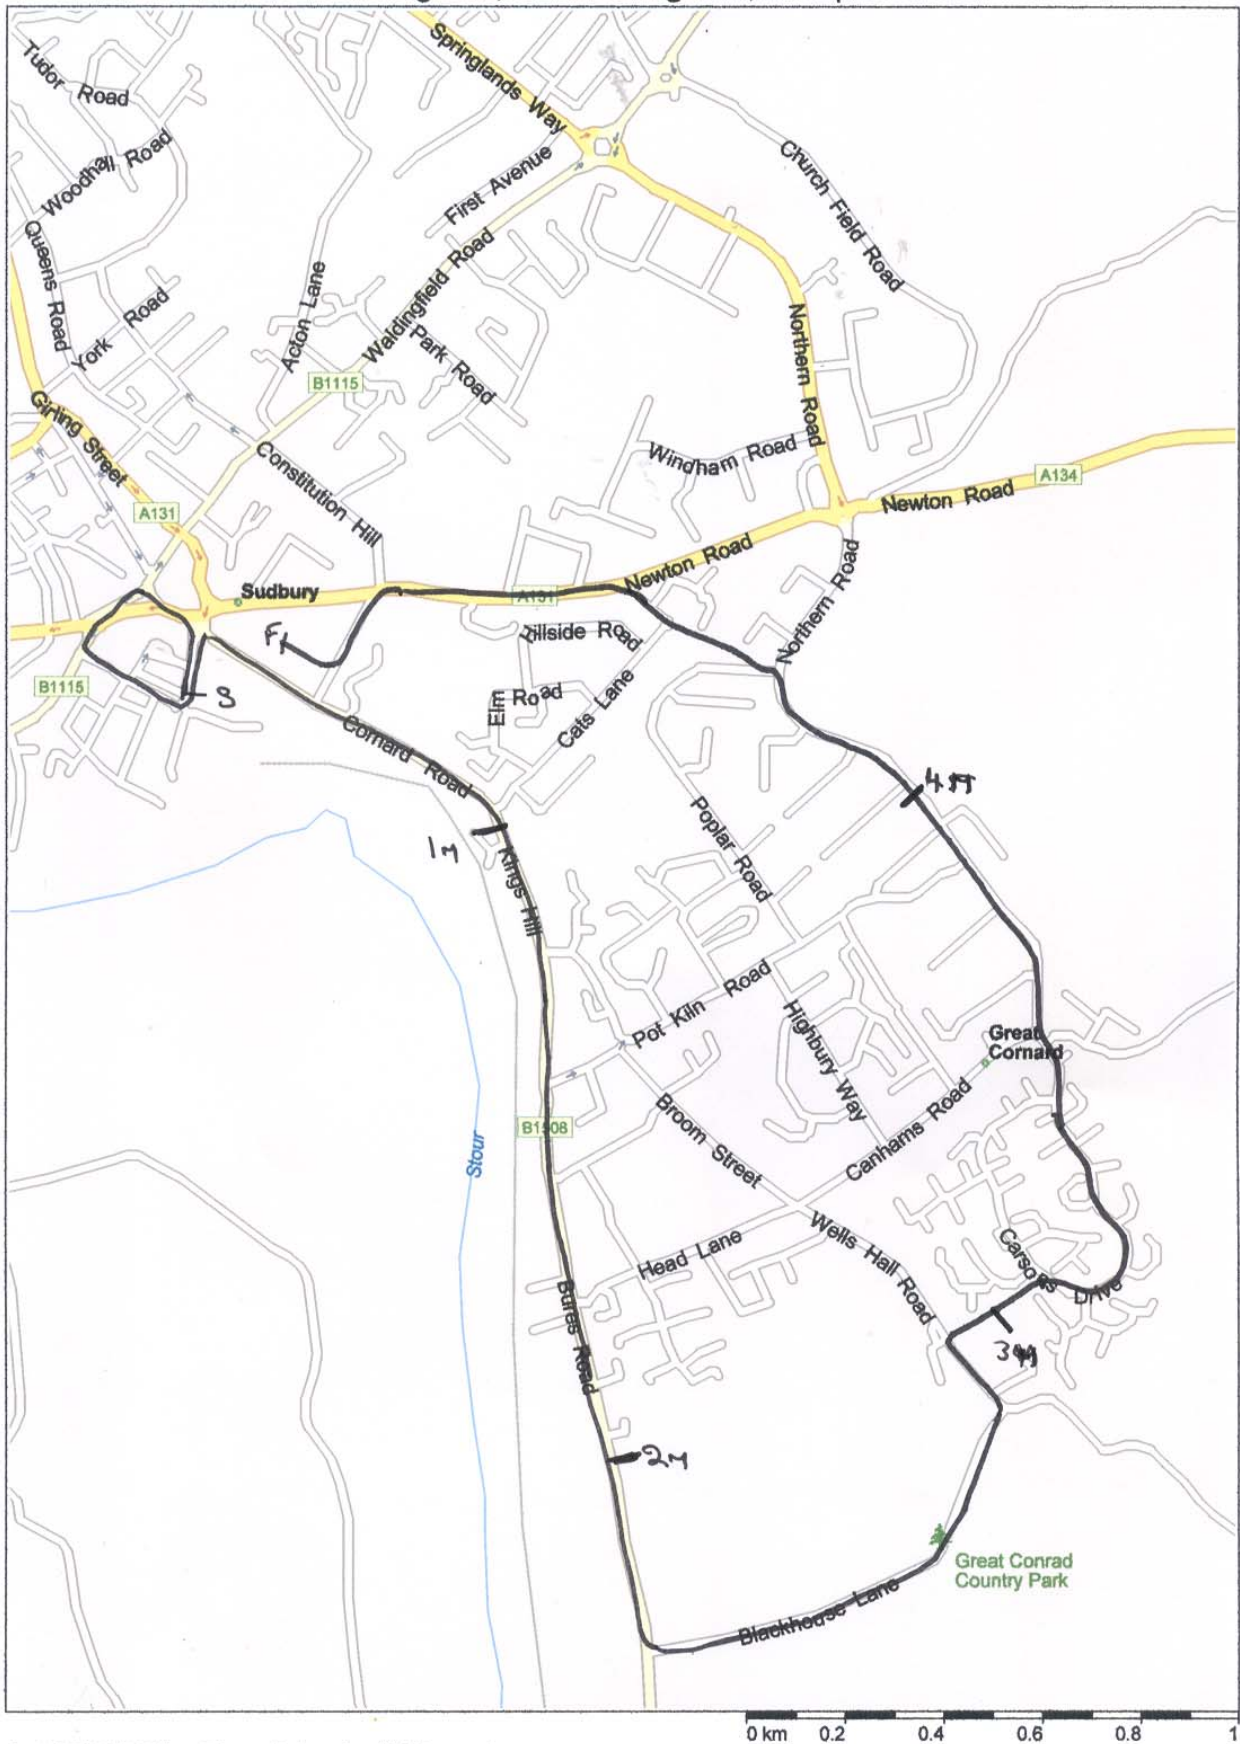 Springlands Way
Tudor Road
Woodhall Road
First Avenue
Church Field Road
Queens Road
Waldingfield Road
Acton Lane
York Road
Park Road
Northern Road
B1115
Girling Street
Constitution Hill
Windham Road
A134
Newton Road
A131
Newton Road
Northern Road
Sudbury
A131
F
Hillside Road
B1115
S
Elm Road
Cats Lane
Cornard Road
4M
Poplar Road
1M
Kings Hill
Pot Kiln Road
Highbury Way
Great
Cornard
Broom Street
B1508
Stour
Canhams Road
Head Lane
Wells Hall Road
Carsons Drive
Bures Road
3M
2M
Great Conrad
Country Park
Blackhouse Lane
0 km 0.2 0.4 0.6 0.8 1